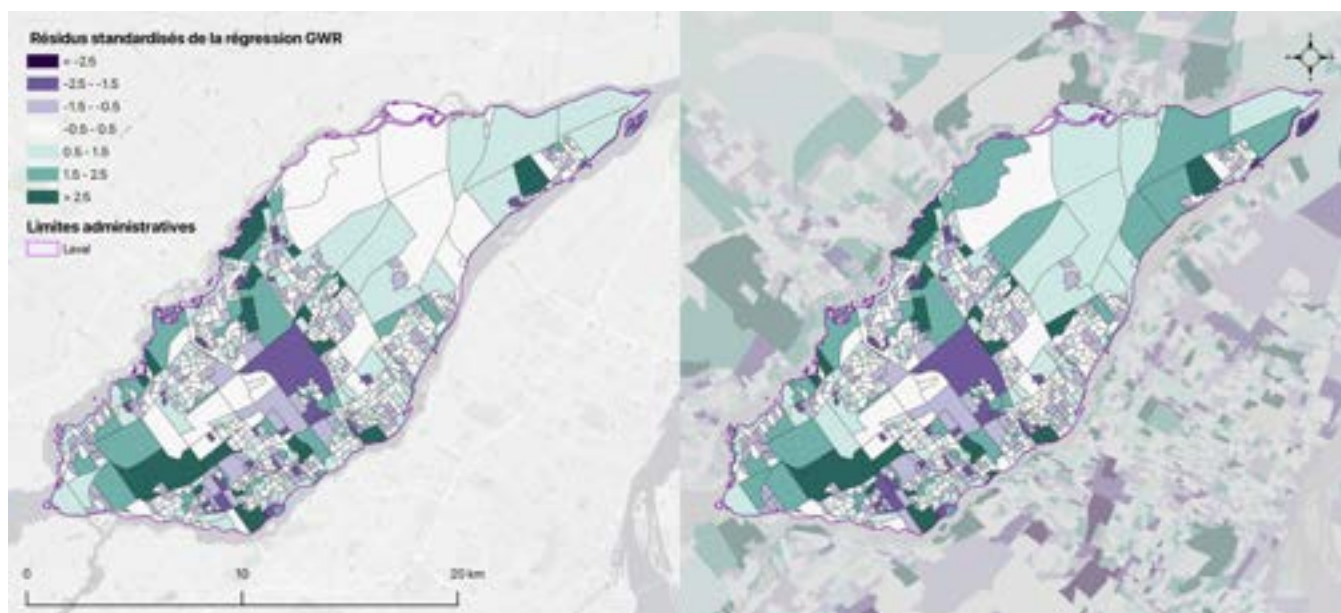 Résidus standardisés de la régression GWR
< -2.5
-2.5 - -1.5
-1.5 - -0.5
-0.5 - 0.5
0.5 - 1.5
1.5 - 2.5
> 2.5
Limites administratives
Laval
0 10 20 km